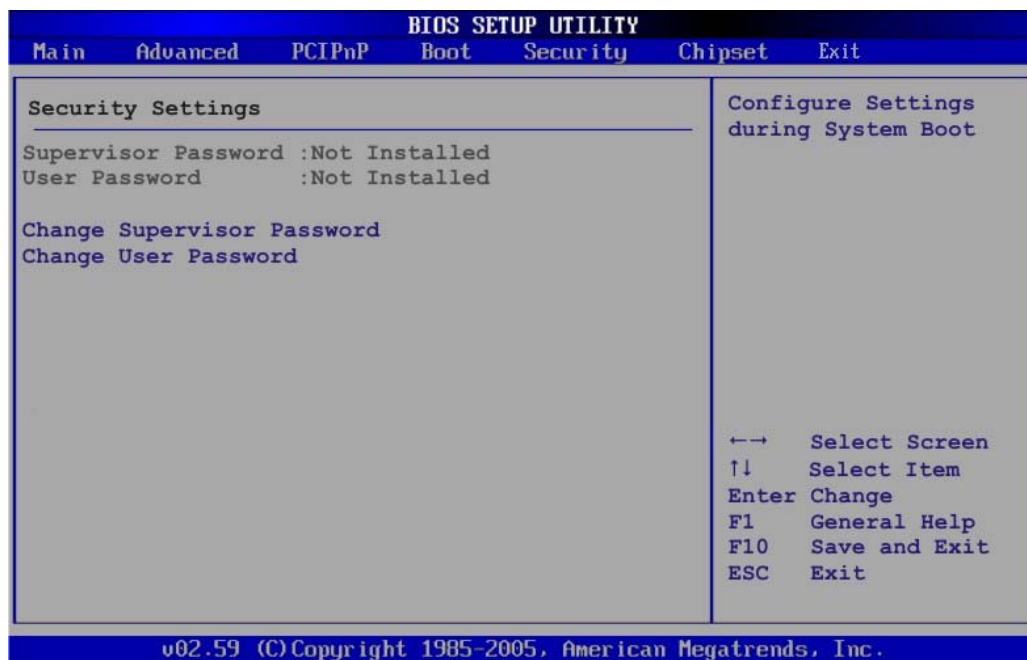 BIOS SETUP UTILITY
Main Advanced PCIPnP Boot Security Chipset Exit
Security Settings
Supervisor Password :Not Installed
User Password :Not Installed
Change Supervisor Password
Change User Password
Configure Settings
during System Boot
←→ Select Screen
↑↓ Select Item
Enter Change
F1 General Help
F10 Save and Exit
ESC Exit
v02.59 (C)Copyright 1985-2005, American Megatrends, Inc.